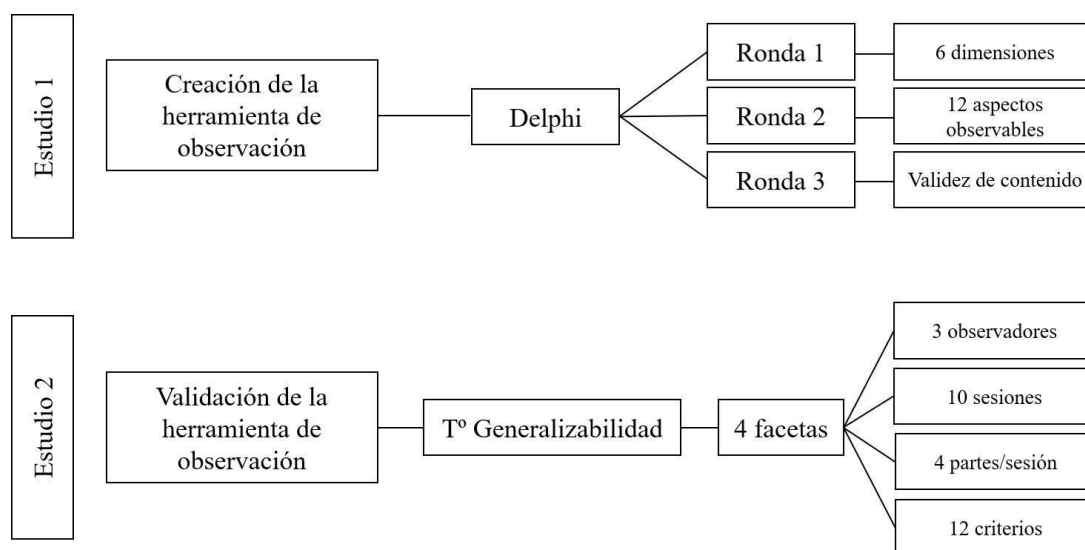 Estudio 1
Creación de la
herramienta de
observación
Delphi
Ronda 1
6 dimensiones
Ronda 2
12 aspectos
observables
Ronda 3
Validez de contenido
Estudio 2
Validación de la
herramienta de
observación
Tº Generalizabilidad
4 facetas
3 observadores
10 sesiones
4 partes/sesión
12 criterios